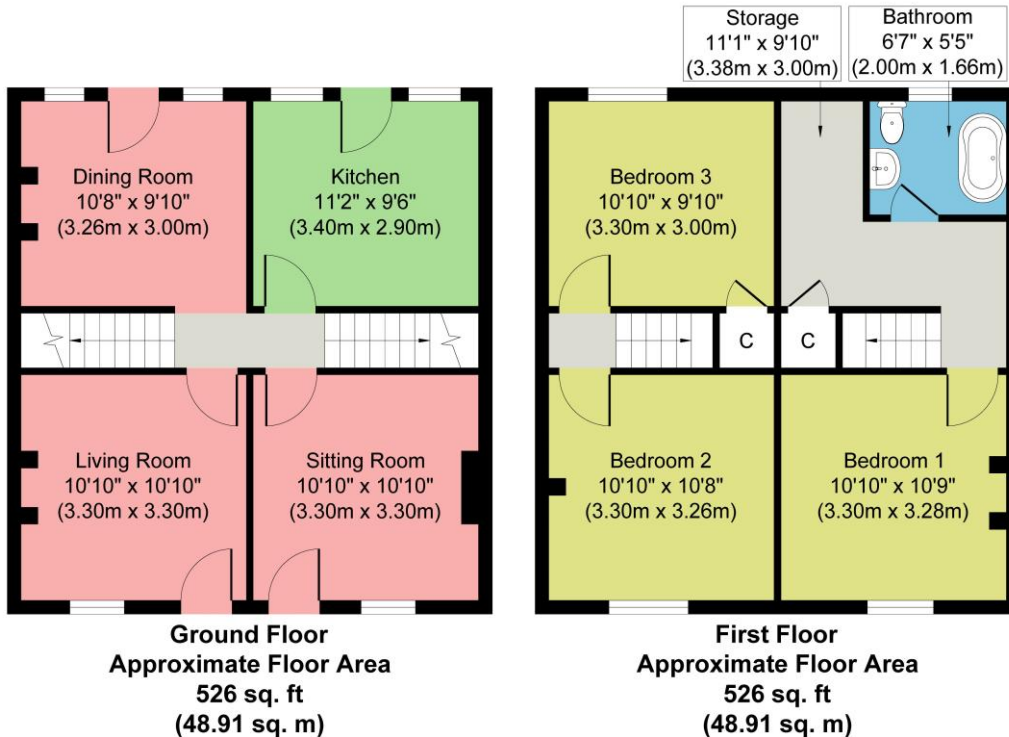 Storage
11'1" x 9'10"
(3.38m x 3.00m)
Bathroom
6'7" x 5'5"
(2.00m x 1.66m)
Dining Room
10'8" x 9'10"
(3.26m x 3.00m)
Kitchen
11'2" x 9'6"
(3.40m x 2.90m)
Living Room
10'10" x 10'10"
(3.30m x 3.30m)
Sitting Room
10'10" x 10'10"
(3.30m x 3.30m)
Ground Floor
Approximate Floor Area
526 sq. ft
(48.91 sq. m)
Bedroom 3
10'10" x 9'10"
(3.30m x 3.00m)
C
C
Bedroom 2
10'10" x 10'8"
(3.30m x 3.26m)
Bedroom 1
10'10" x 10'9"
(3.30m x 3.28m)
First Floor
Approximate Floor Area
526 sq. ft
(48.91 sq. m)